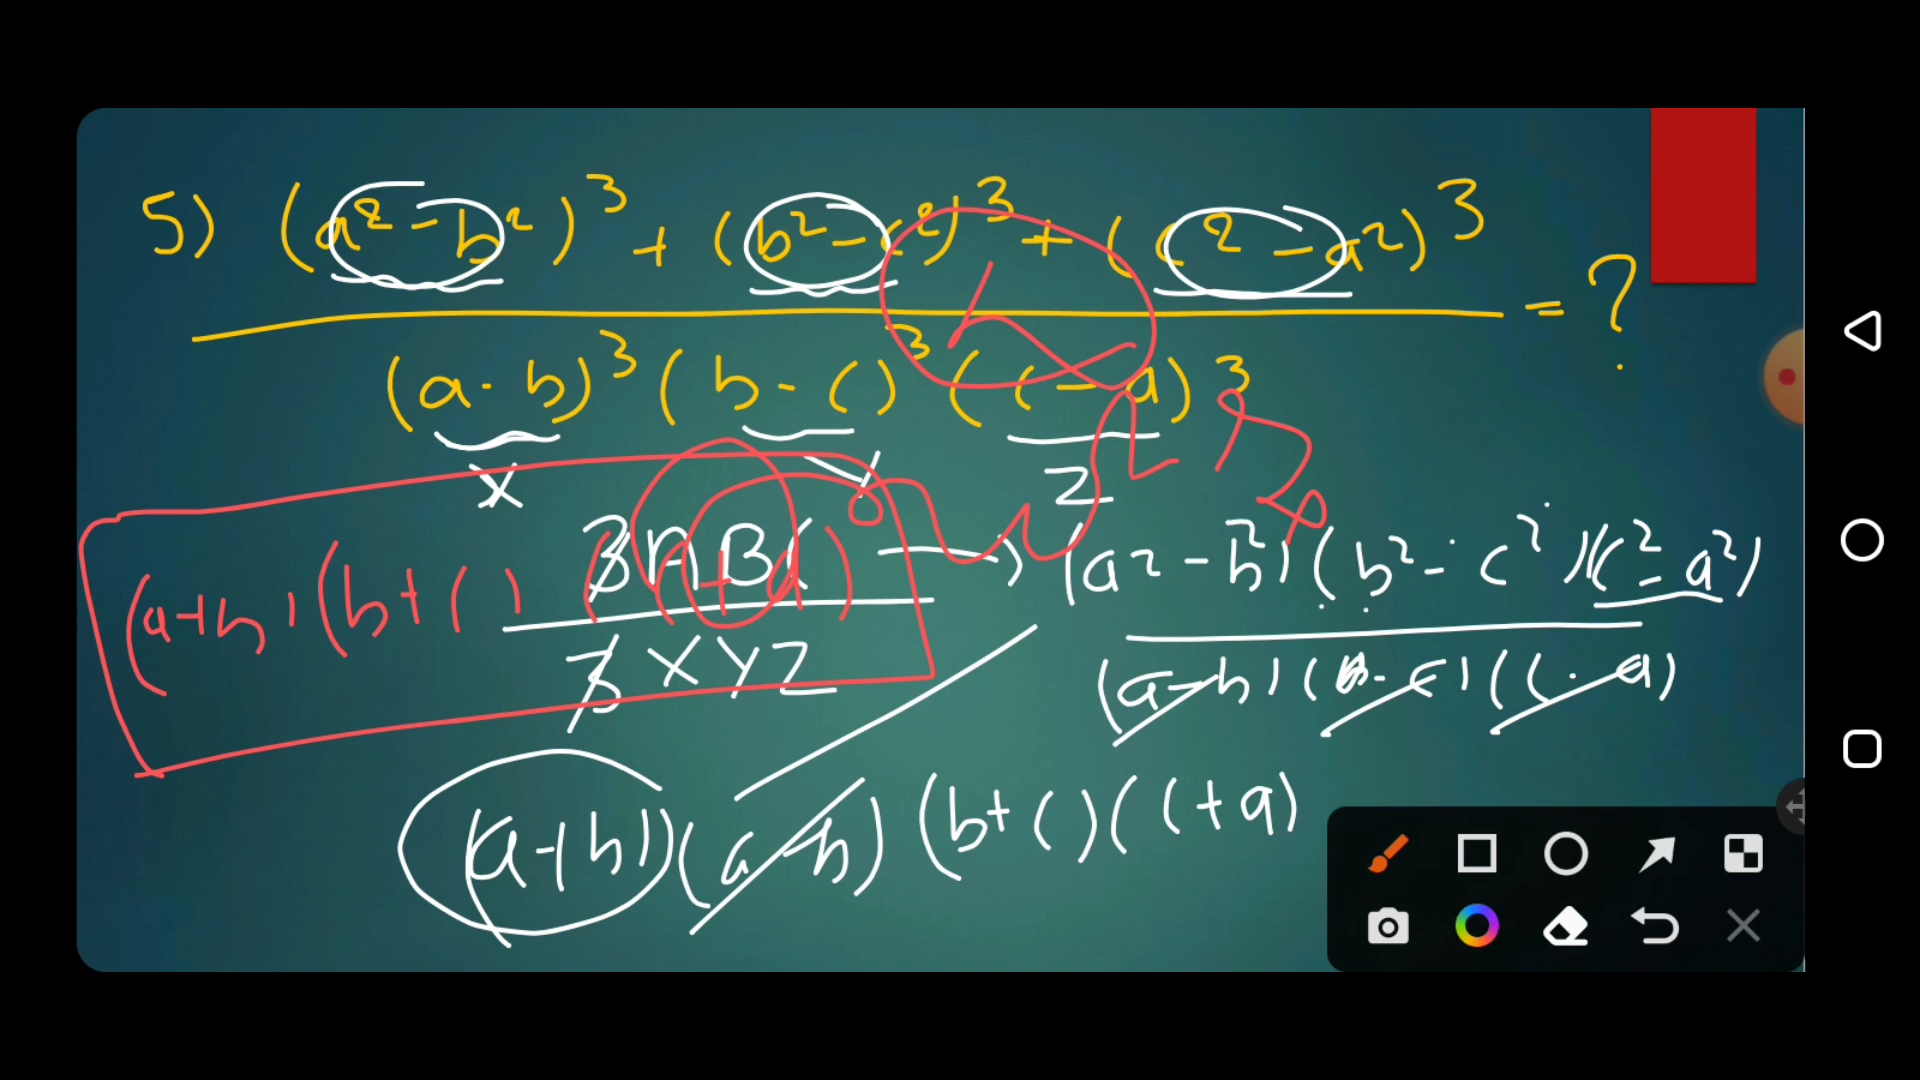 5) (a²-b²)³ + (b²-c²)³ + (c²-a²)³ = ?
(a-b)³ (b-c)³ (c-a)³
x y z
3ABC → (a²-b²)(b²-c²)(c²-a²)
(a+b)(b+c)(c+a)
3xyz (a-b)(b-c)(c-a)
(a+b)(a-b)(b+c)(c+a)